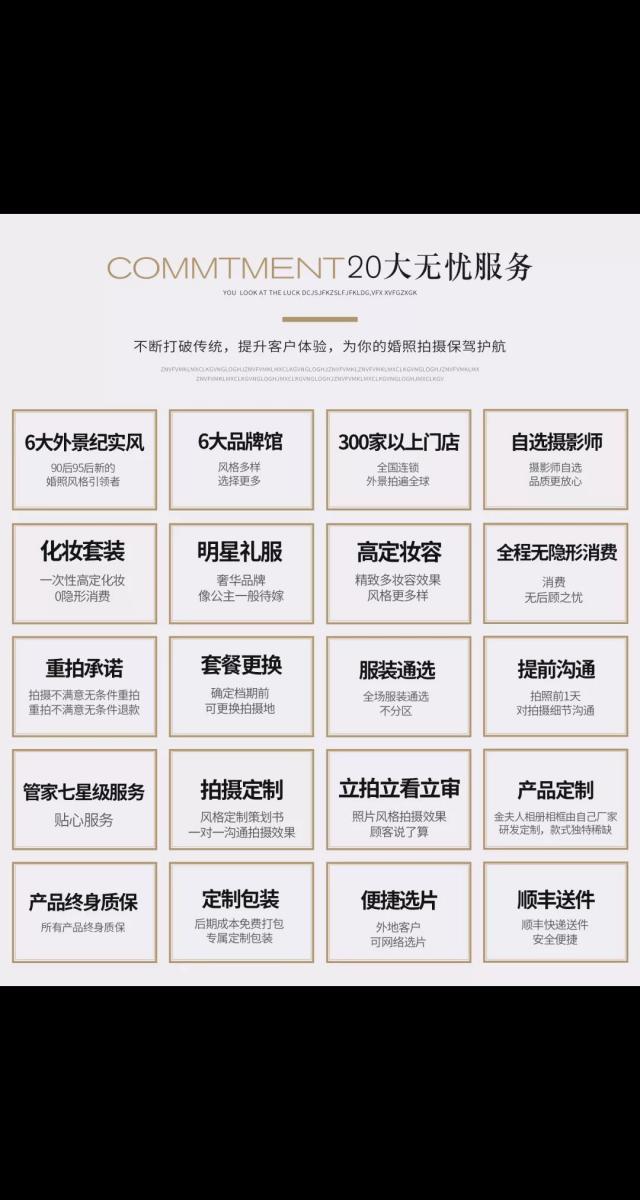 COMMTMENT20大无忧服务
YOU LOOK AT THE LUCK DCJSJFKZSLFJFKLDG,VFX XVFGZXGK
不断打破传统，提升客户体验，为你的婚照拍摄保驾护航
6大外景纪实风
90后95后新的
婚照风格引领者
6大品牌馆
风格多样
选择更多
300家以上门店
全国连锁
外景拍遍全球
自选摄影师
摄影师自选
品质更放心
化妆套装
一次性高定化妆
0隐形消费
明星礼服
奢华品牌
像公主一般待嫁
高定妆容
精致多妆容效果
风格更多样
全程无隐形消费
消费
无后顾之忧
重拍承诺
拍摄不满意无条件重拍
重拍不满意无条件退款
套餐更换
确定档期前
可更换拍摄地
服装通选
全场服装通选
不分区
提前沟通
拍照前1天
对拍摄细节沟通
管家七星级服务
贴心服务
拍摄定制
风格定制策划书
一对一沟通拍摄效果
立拍立看立审
照片风格拍摄效果
顾客说了算
产品定制
金夫人相册相框由自己厂家
研发定制，款式独特稀缺
产品终身质保
所有产品终身质保
定制包装
后期成本免费打包
专属定制包装
便捷选片
外地客户
可网络选片
顺丰送件
顺丰快递送件
安全便捷